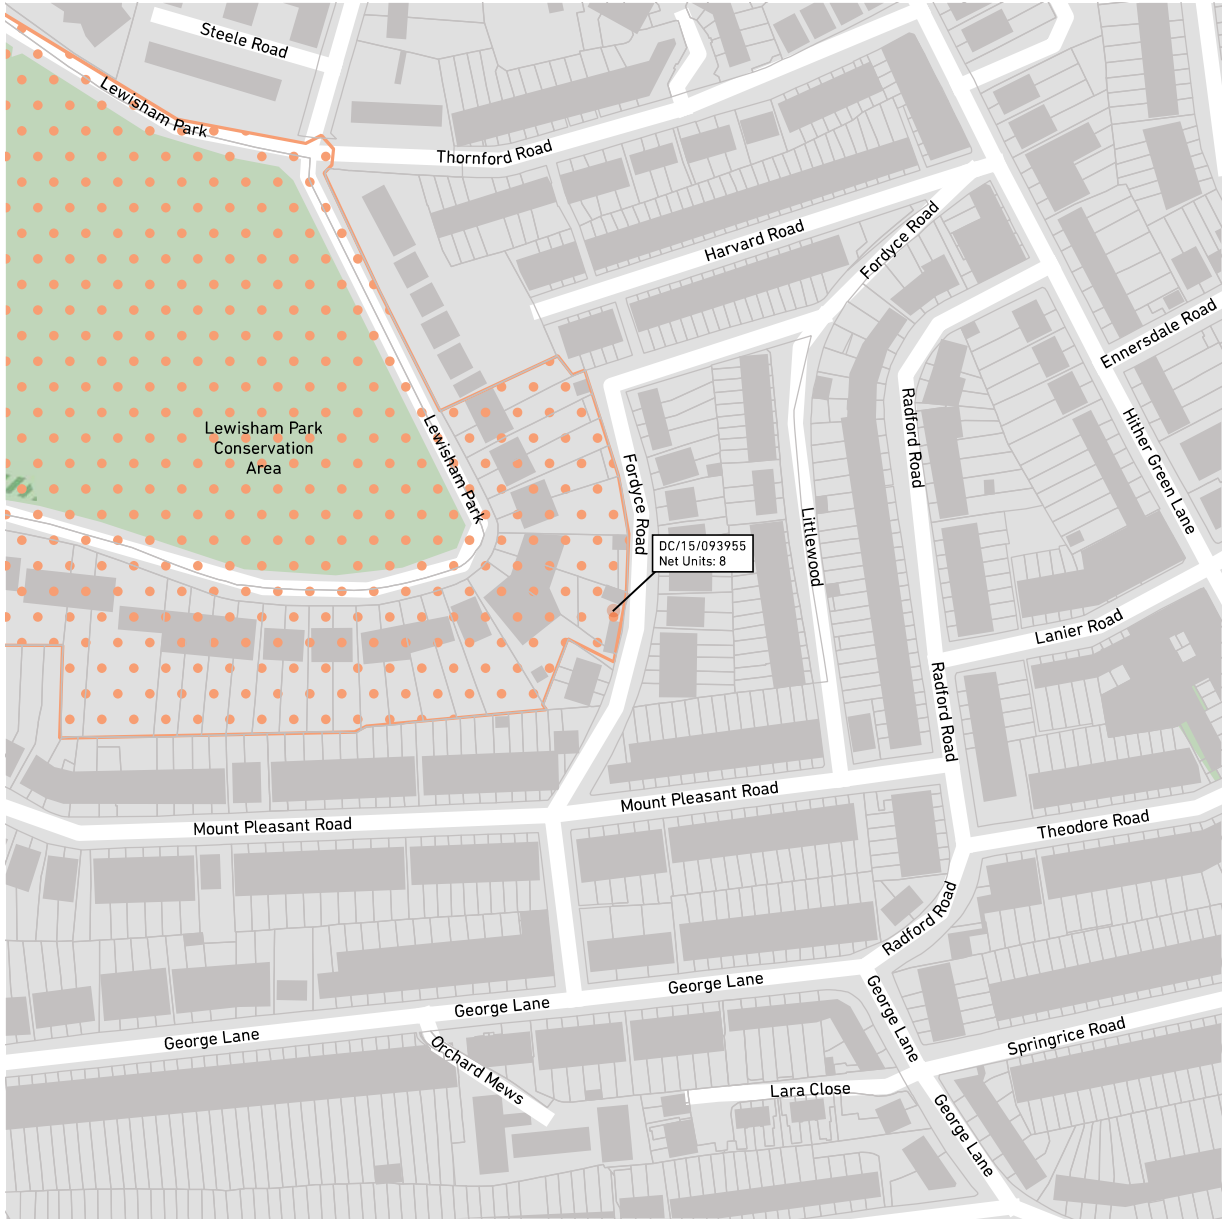 Steele Road
Lewisham Park
Thornford Road
Harvard Road
Fordyce Road
Ennersdale Road
Lewisham Park
Conservation
Area
Lewisham Park
Radford Road
Hither Green Lane
Fordyce Road
Littlewood
DC/15/093955
Net Units: 8
Lanier Road
Radford Road
Mount Pleasant Road
Mount Pleasant Road
Theodore Road
Radford Road
George Lane
George Lane
George Lane
George Lane
Orchard Mews
Springrice Road
Lara Close
George Lane